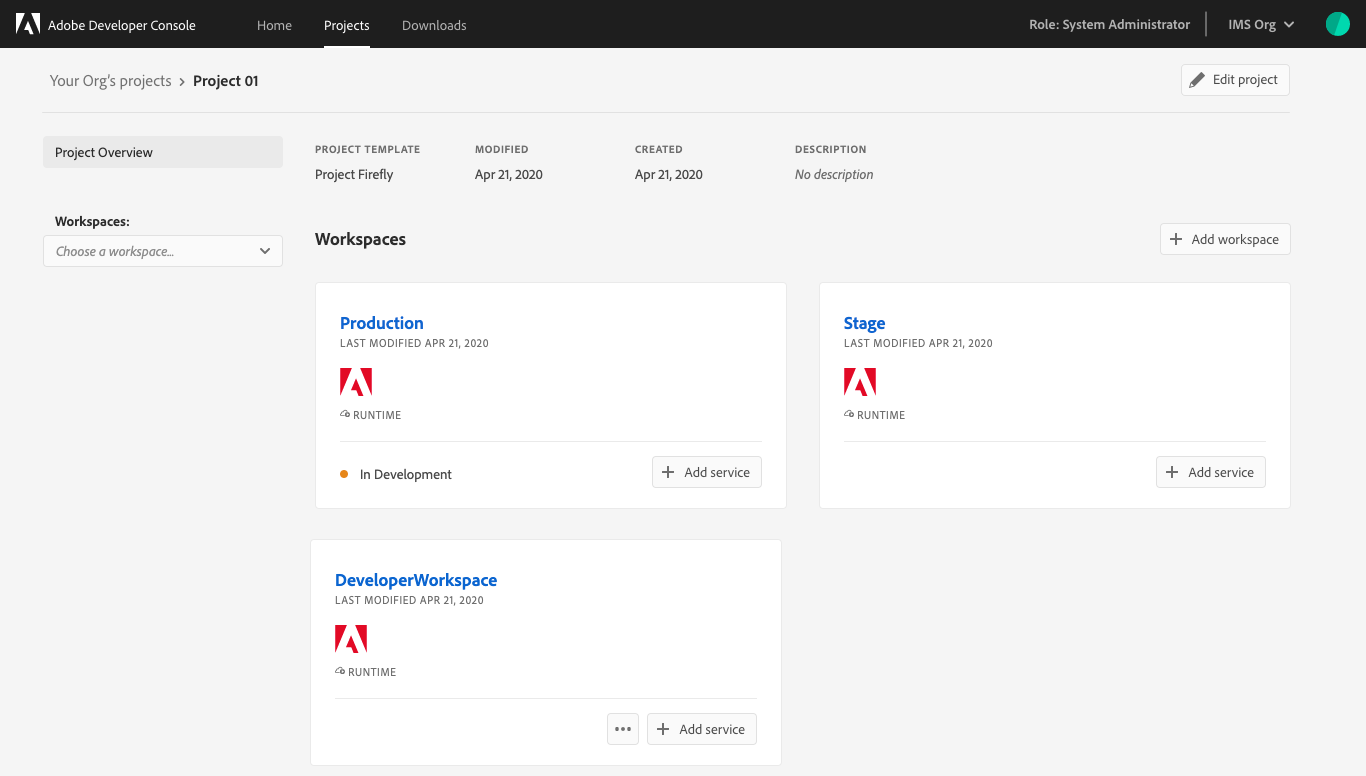 Adobe Developer Console Home Projects Downloads Role: System Administrator IMS Org
Your Org's projects > Project 01 Edit project
Project Overview
PROJECT TEMPLATE MODIFIED CREATED DESCRIPTION
Project Firefly Apr 21, 2020 Apr 21, 2020 No description
Workspaces:
Choose a workspace...
Workspaces + Add workspace
Production
LAST MODIFIED APR 21, 2020
RUNTIME
In Development + Add service
Stage
LAST MODIFIED APR 21, 2020
RUNTIME
+ Add service
DeveloperWorkspace
LAST MODIFIED APR 21, 2020
RUNTIME
... + Add service